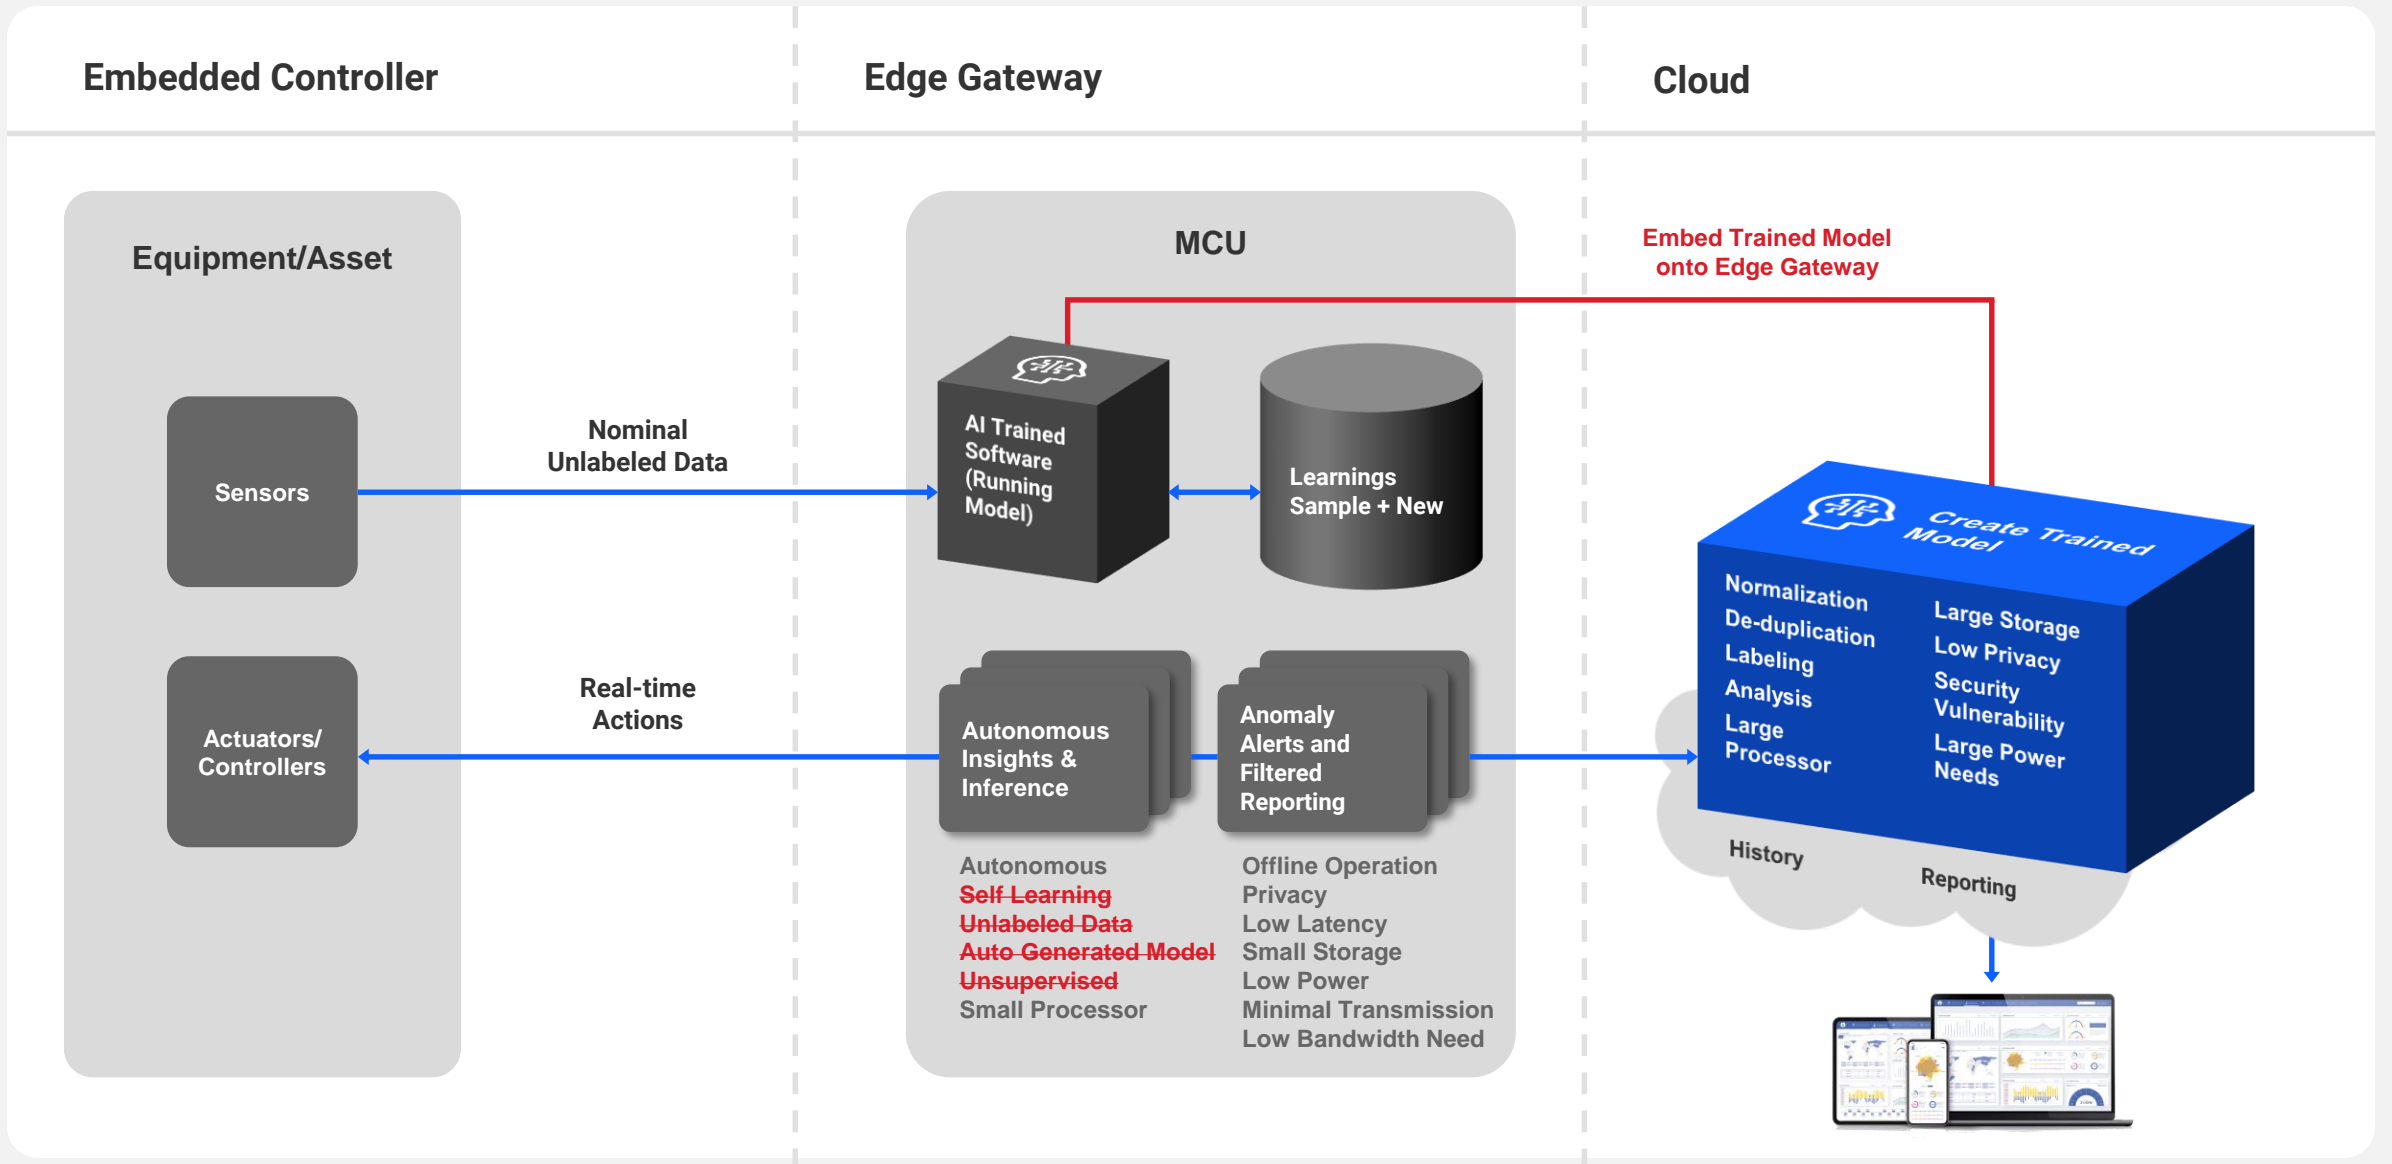 Embedded Controller
Edge Gateway
Cloud
Equipment/Asset
Sensors
Actuators/
Controllers
Nominal
Unlabeled Data
Real-time
Actions
MCU
AI Trained
Software
(Running
Model)
Learnings
Sample + New
Autonomous
Insights &
Inference
Anomaly
Alerts and
Filtered
Reporting
Autonomous
Self Learning
Unlabeled Data
Auto Generated Model
Unsupervised
Small Processor
Offline Operation
Privacy
Low Latency
Small Storage
Low Power
Minimal Transmission
Low Bandwidth Need
Embed Trained Model
onto Edge Gateway
Create Trained
Model
Normalization
De-duplication
Labeling
Analysis
Large
Processor
Large Storage
Low Privacy
Security
Vulnerability
Large Power
Needs
History
Reporting